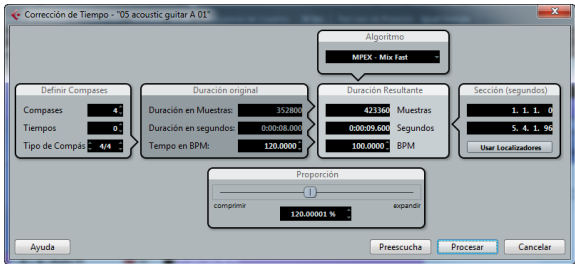 Corrección de Tiempo - "05 acoustic guitar A 01"
Algoritmo
MPEX - Mix Fast
Definir Compases
Compases 4
Tiempos 0
Tipo de Compás 4/4
Duración original
Duración en Muestras: 352800
Duración en segundos: 0:00:08.000
Tempo en BPM: 120.0000
Duración Resultante
423360 Muestras
0:00:09.600 Segundos
100.0000 BPM
Sección (segundos)
1. 1. 1. 0
5. 4. 1. 96
Usar Localizadores
Proporción
comprimir expandir
120.00001 %
Ayuda Preescucha Procesar Cancelar